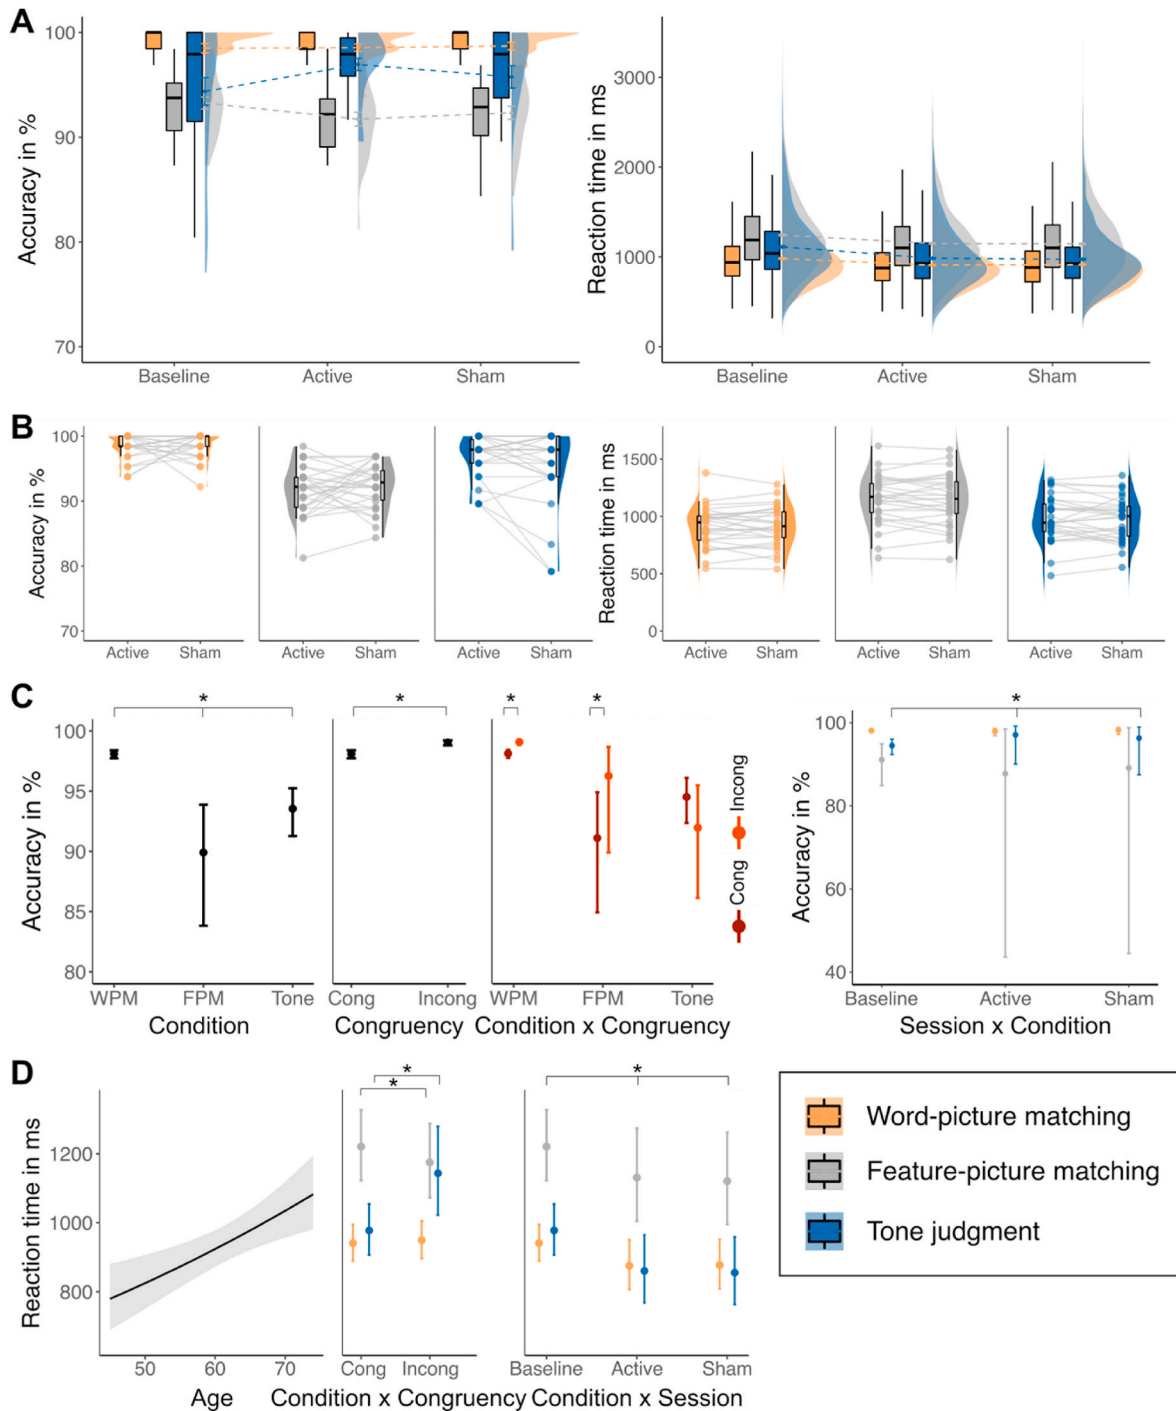 A
Accuracy in %
100
90
80
70
Baseline
Active
Sham
Reaction time in ms
3000
2000
1000
0
Baseline
Active
Sham
B
Accuracy in %
100
90
80
70
Active
Sham
Active
Sham
Active
Sham
Reaction time in ms
1500
1000
500
0
Active
Sham
Active
Sham
Active
Sham
C
Accuracy in %
100
95
90
85
80
*
WPM
FPM
Tone
Condition
*
Cong
Incong
Congruency
*
*
WPM
FPM
Tone
Condition x Congruency
Incong
Cong
Accuracy in %
100
80
60
40
*
Baseline
Active
Sham
Session x Condition
D
Reaction time in ms
1200
1000
800
50
60
70
Age
*
*
Cong
Incong
Condition x Congruency
*
Baseline
Active
Sham
Condition x Session
Word-picture matching
Feature-picture matching
Tone judgment